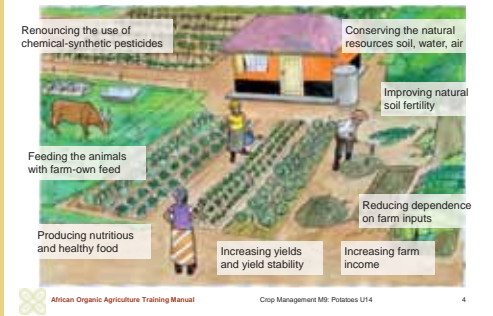 Renouncing the use of
chemical-synthetic pesticides
Conserving the natural
resources soil, water, air
Improving natural
soil fertility
Feeding the animals
with farm-own feed
Reducing dependence
on farm inputs
Producing nutritious
and healthy food
Increasing yields
and yield stability
Increasing farm
income
African Organic Agriculture Training Manual
Crop Management M9: Potatoes U14
4